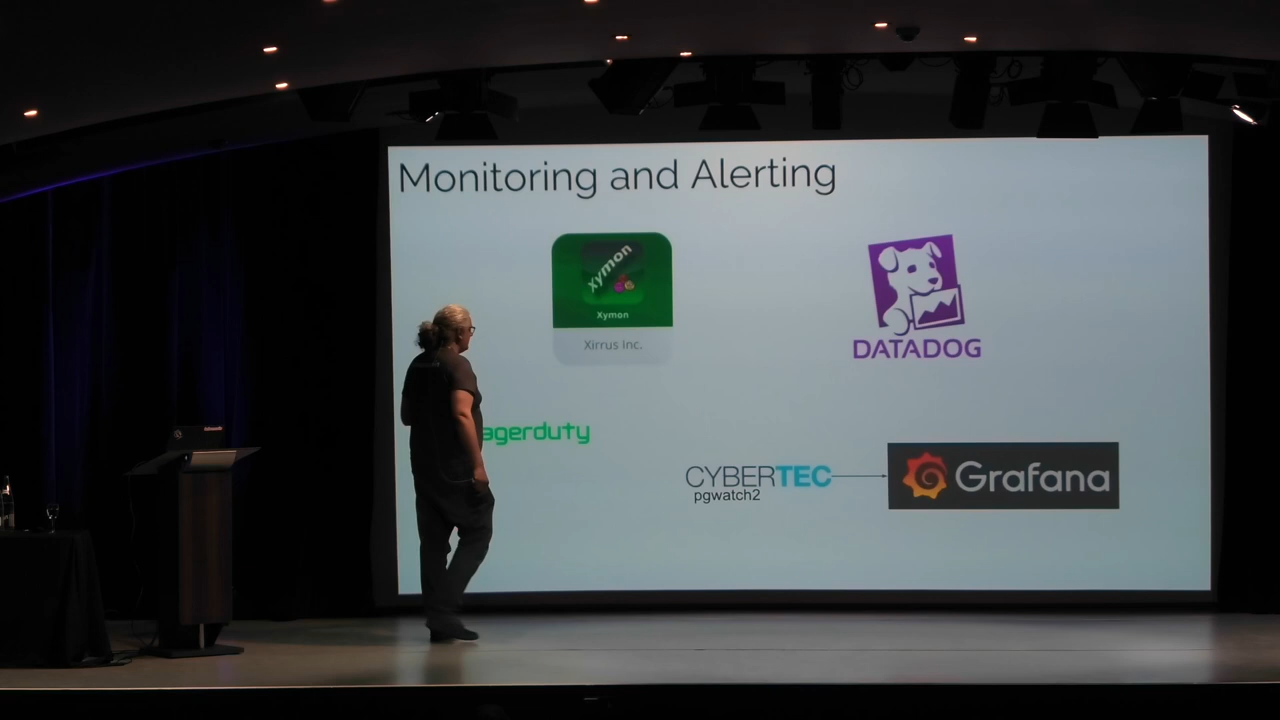 Monitoring and Alerting
xymon
Xymon
Xirrus Inc.
DATADOG
agerduty
CYBERTEC
pgwatch2
Grafana